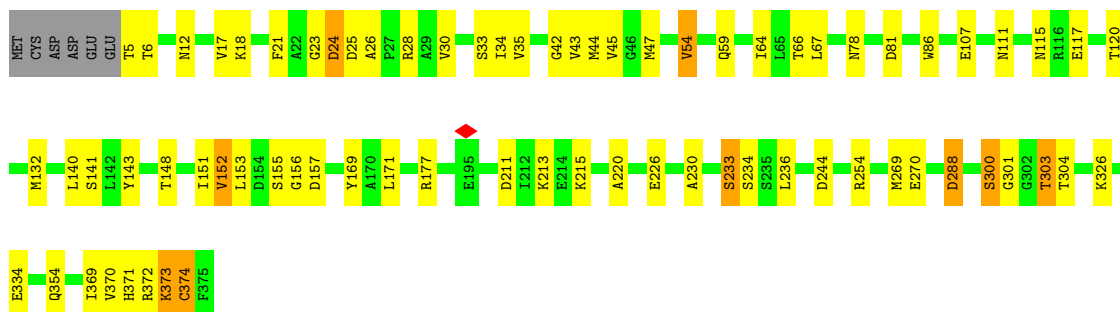 MET CYS ASP ASP GLU GLU T5 T6 N12 V17 K18 F21 A22 G23 D24 D25 A26 P27 R28 A29 V30 S33 I34 V35 G42 V43 M44 V45 G46 M47 V54 Q59 I64 L65 T66 L67 N78 D81 W86 E107 N111 N115 R116 E117 T120
M132 L140 S141 L142 Y143 T148 I151 V152 L153 D154 S155 G156 D157 Y169 A170 L171 R177 E195 D211 I212 K213 E214 K215 A220 E226 A230 S233 S234 S235 L236 D244 R254 M269 E270 D288 S300 G301 G302 T303 T304 K326
E334 Q354 I369 V370 H371 R372 K373 C374 F375